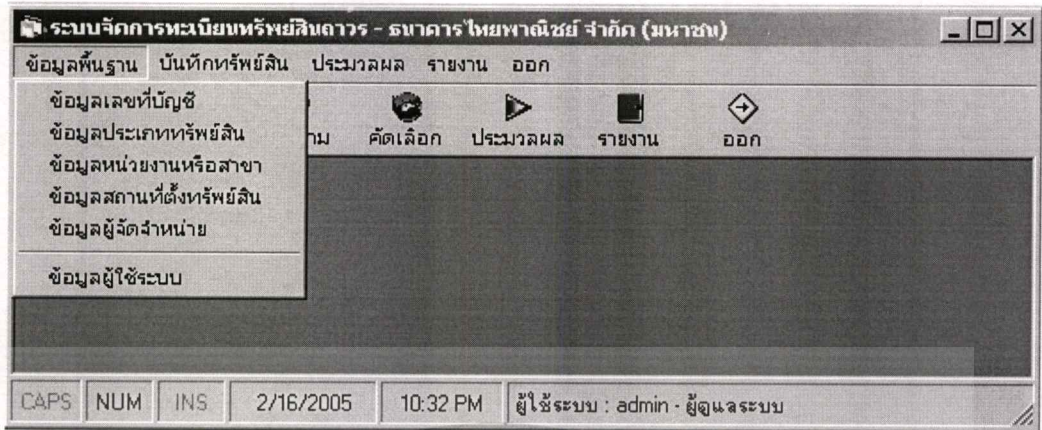 ระบบจัดการทะเบียนทรัพย์สินถาวร - ธนาคารไทยพาณิชย์ จำกัด (มหาชน)
ข้อมูลพื้นฐาน บันทึกทรัพย์สิน ประมวลผล รายงาน ออก
ข้อมูลเลขที่บัญชี
ข้อมูลประเภททรัพย์สิน
ข้อมูลหน่วยงานหรือสาขา
ข้อมูลสถานที่ตั้งทรัพย์สิน
ข้อมูลผู้จัดจำหน่าย
ข้อมูลผู้ใช้ระบบ
คัดเลือก ประมวลผล รายงาน ออก
CAPS NUM INS 2/16/2005 10:32 PM ผู้ใช้ระบบ : admin - ผู้ดูแลระบบ